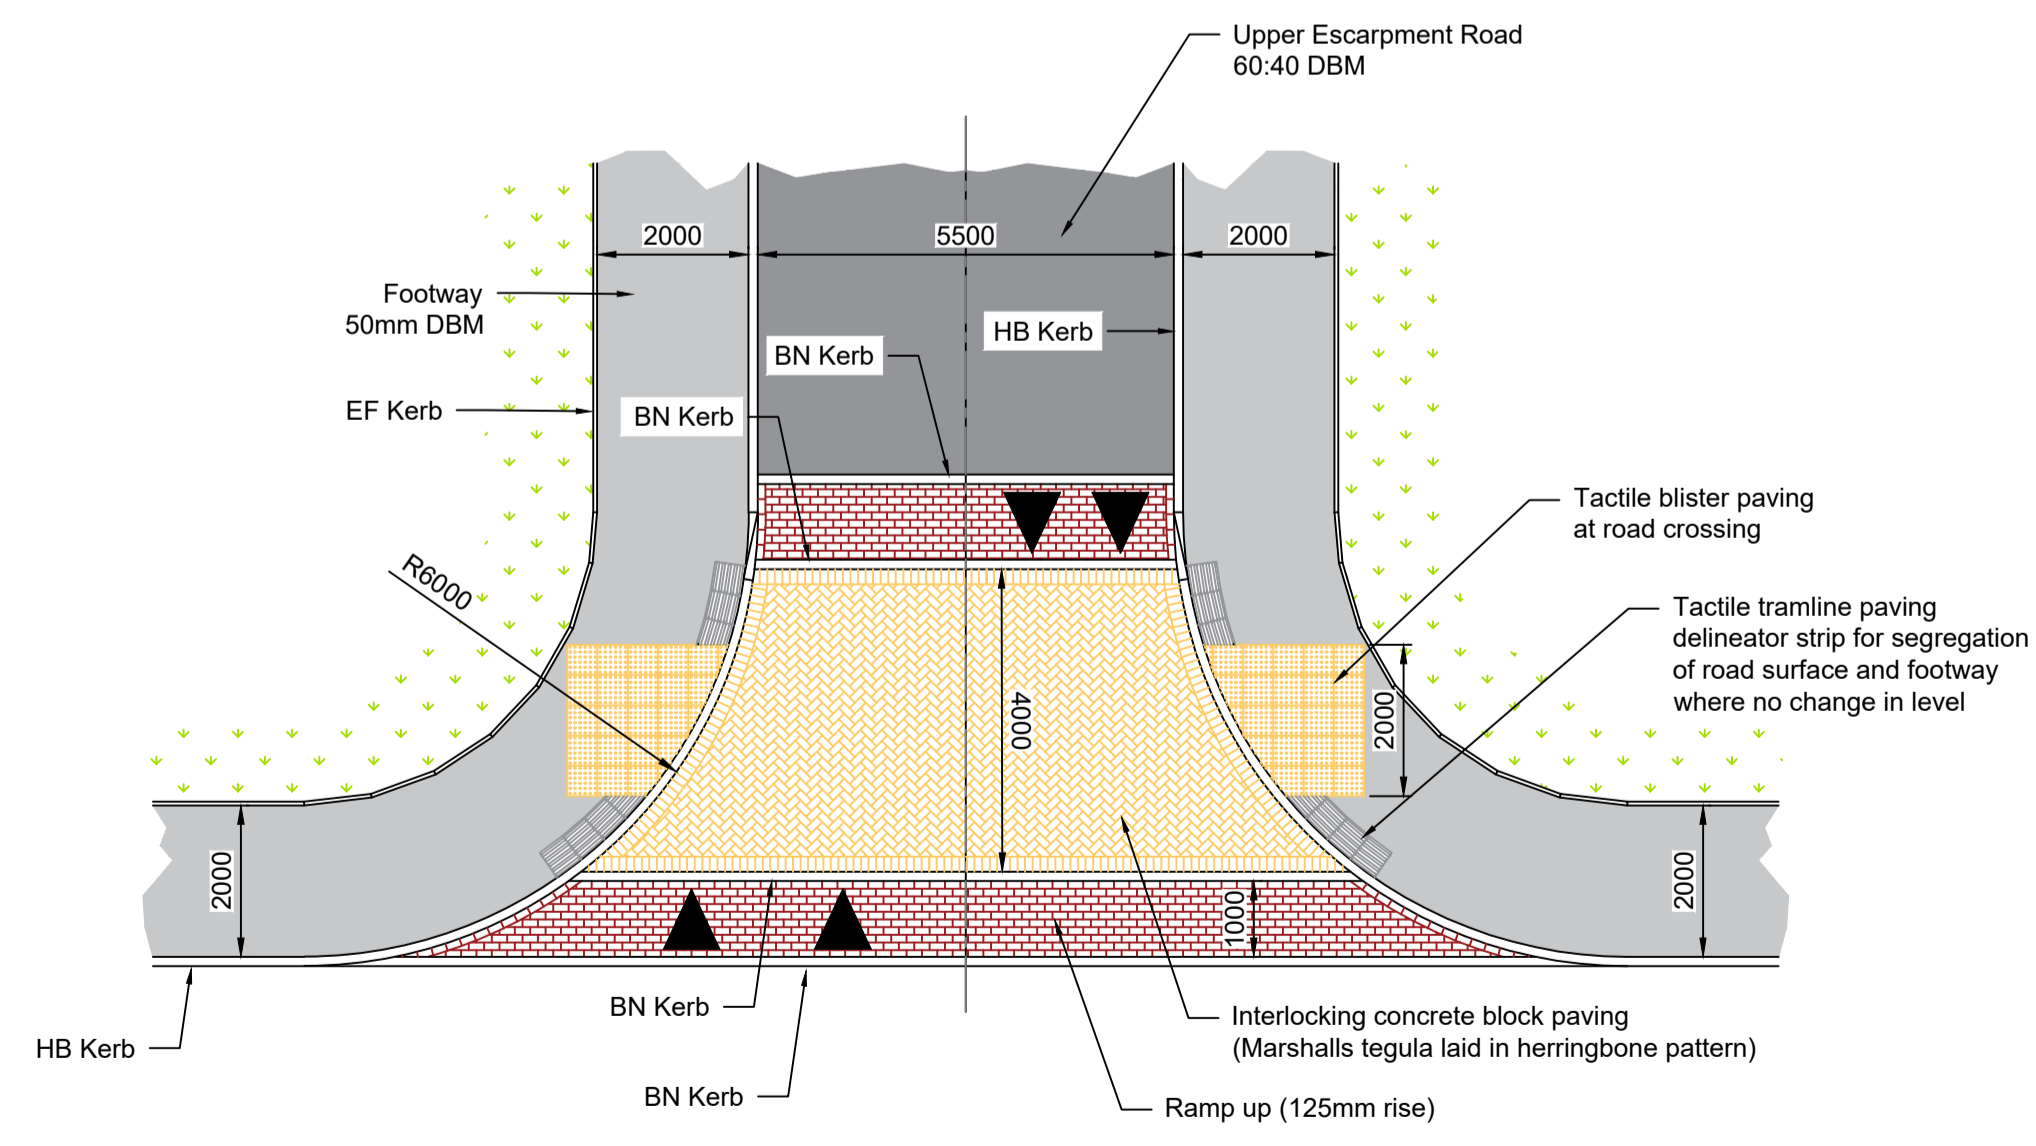 Upper Escarpment Road
60:40 DBM
2000
5500
2000
Footway
50mm DBM
HB Kerb
BN Kerb
EF Kerb
BN Kerb
Tactile blister paving
at road crossing
R6000
Tactile tramline paving
delineator strip for segregation
of road surface and footway
where no change in level
4000
2000
2000
1000
2000
BN Kerb
Interlocking concrete block paving
(Marshalls tegula laid in herringbone pattern)
HB Kerb
BN Kerb
Ramp up (125mm rise)